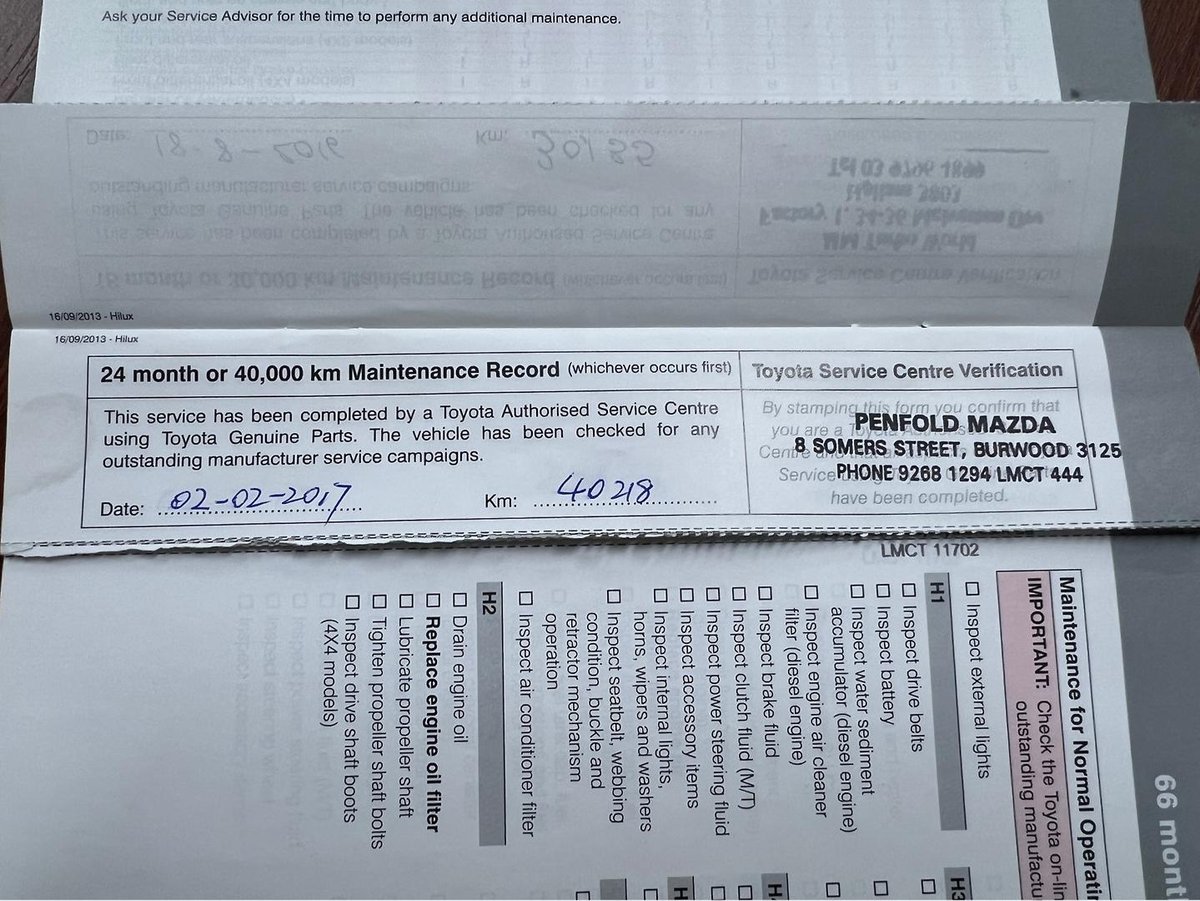 Ask your Service Advisor for the time to perform any additional maintenance.
16/09/2013 - Hilux
16/09/2013 - Hilux
24 month or 40,000 km Maintenance Record (whichever occurs first)
This service has been completed by a Toyota Authorised Service Centre
using Toyota Genuine Parts. The vehicle has been checked for any
outstanding manufacturer service campaigns.
Date: 02-02-2017 Km: 40218
Toyota Service Centre Verification
By stamping this form you confirm that
you are a
Centre
Service
have been completed.
PENFOLD MAZDA
8 SOMERS STREET, BURWOOD 3125
PHONE 9268 1294 LMCT 444
LMCT 11702
66 mont
Maintenance for Normal Operati
IMPORTANT: Check the Toyota on-lin
outstanding manufactu
Inspect external lights
H1
Inspect drive belts
Inspect battery
Inspect water sediment
accumulator (diesel engine)
Inspect engine air cleaner
filter (diesel engine)
Inspect brake fluid
Inspect clutch fluid (M/T)
Inspect power steering fluid
Inspect accessory items
Inspect internal lights,
horns, wipers and washers
Inspect seatbelt, webbing
condition, buckle and
retractor mechanism
operation
Inspect air conditioner filter
H2
Drain engine oil
Replace engine oil filter
Lubricate propeller shaft
Tighten propeller shaft bolts
Inspect drive shaft boots
(4X4 models)
H3